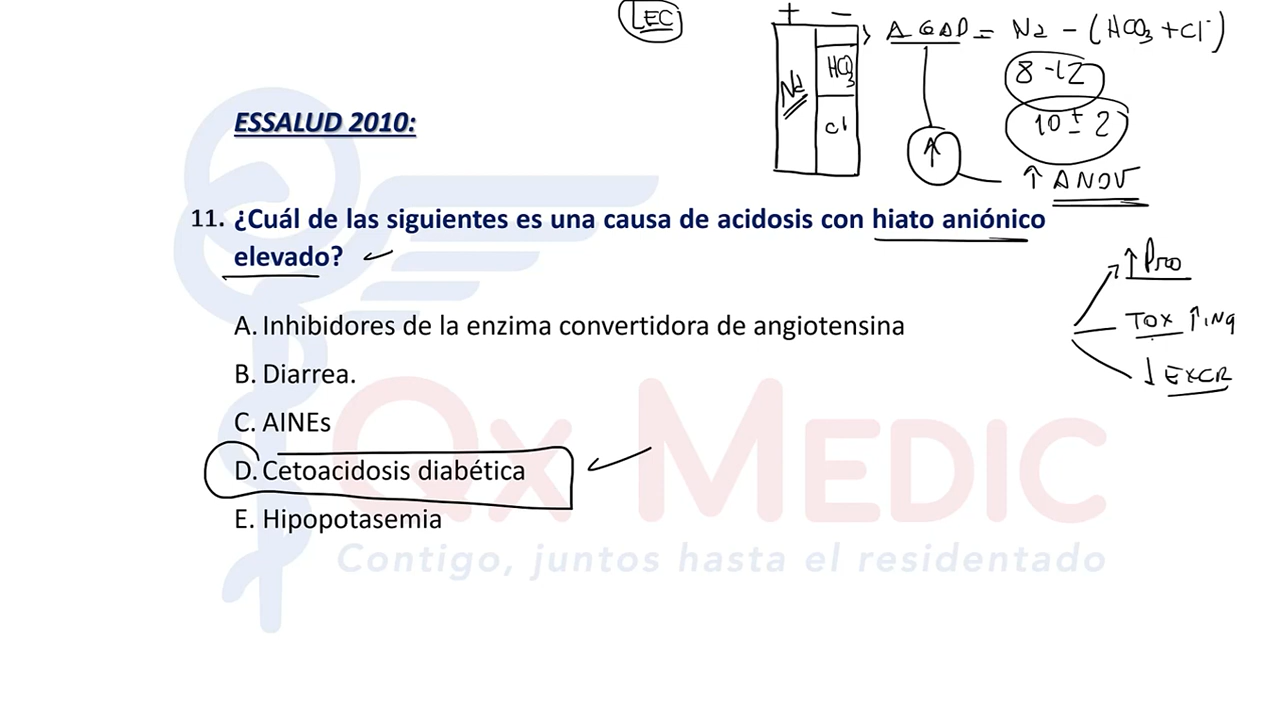 LEC
+ -
A GAP = Na - (HCO3 + Cl-)
Na
HCO3
Cl
8 - 12
10 ± 2
↑
↑ ANOV
ESSALUD 2010:
11. ¿Cuál de las siguientes es una causa de acidosis con hiato aniónico
elevado?
↑ Pro
TOX ↑ INg
↓ EXCR
A. Inhibidores de la enzima convertidora de angiotensina
B. Diarrea.
C. AINEs
D. Cetoacidosis diabética
E. Hipopotasemia
QX MEDIC
Contigo, juntos hasta el residentado